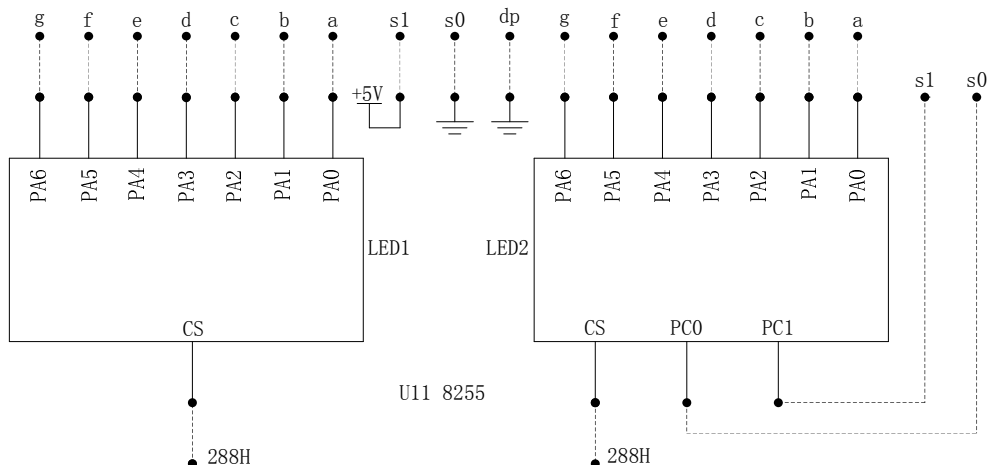 g f e d c b a s1 s0 dp g f e d c b a
s1 s0
+5V
PA6 PA5 PA4 PA3 PA2 PA1 PA0 PA6 PA5 PA4 PA3 PA2 PA1 PA0
LED1 LED2
CS CS PC0 PC1
U11 8255
288H 288H